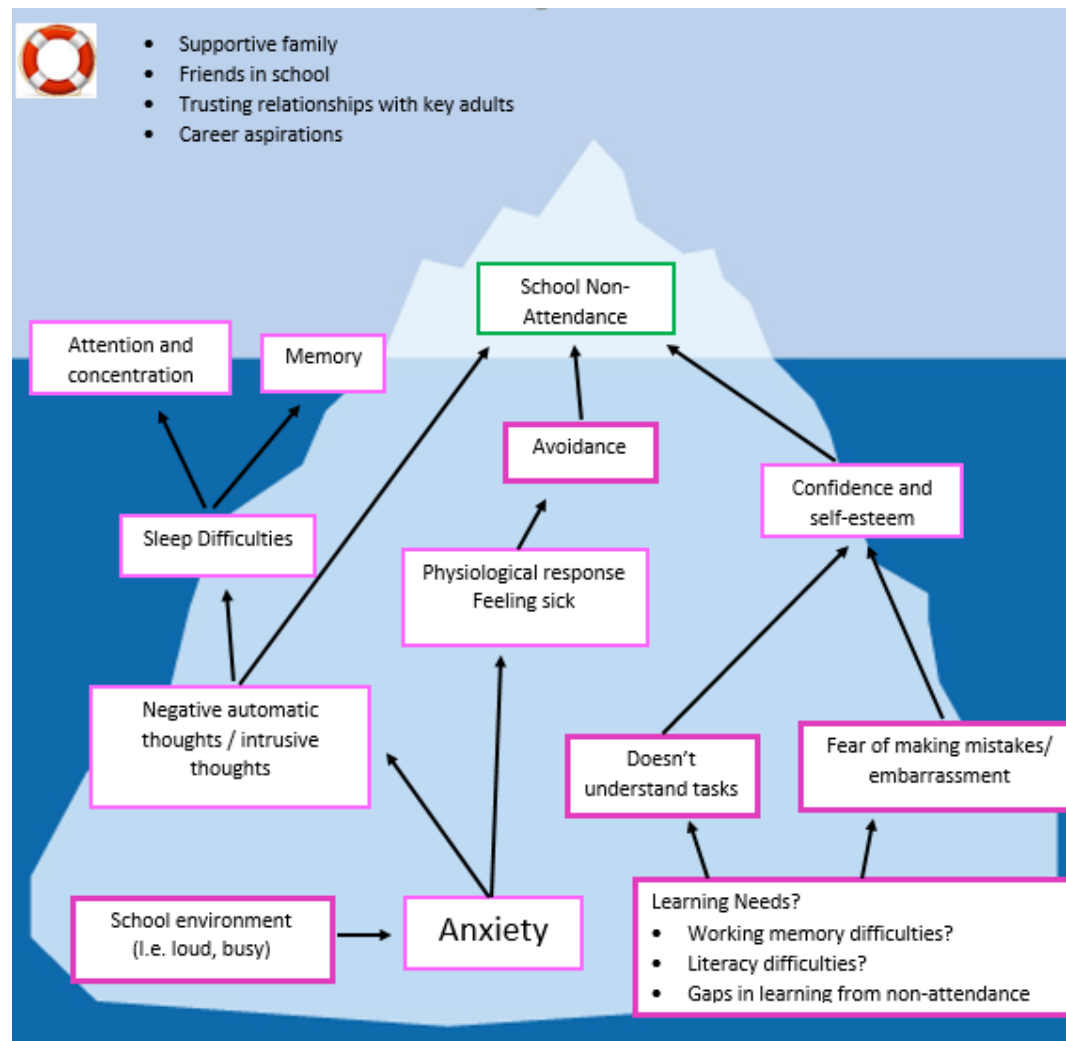 • Supportive family
• Friends in school
• Trusting relationships with key adults
• Career aspirations
School Non-
Attendance
Attention and
concentration
Memory
Avoidance
Confidence and
self-esteem
Sleep Difficulties
Physiological response
Feeling sick
Negative automatic
thoughts / intrusive
thoughts
Doesn't
understand tasks
Fear of making mistakes/
embarrassment
School environment
(I.e. loud, busy)
Anxiety
Learning Needs?
• Working memory difficulties?
• Literacy difficulties?
• Gaps in learning from non-attendance